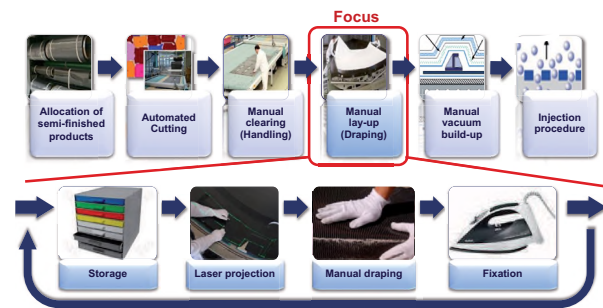 Focus
Allocation of
semi-finished
products
Automated
Cutting
Manual
clearing
(Handling)
Manual
lay-up
(Draping)
Manual
vacuum
build-up
Injection
procedure
Storage
Laser projection
Manual draping
Fixation